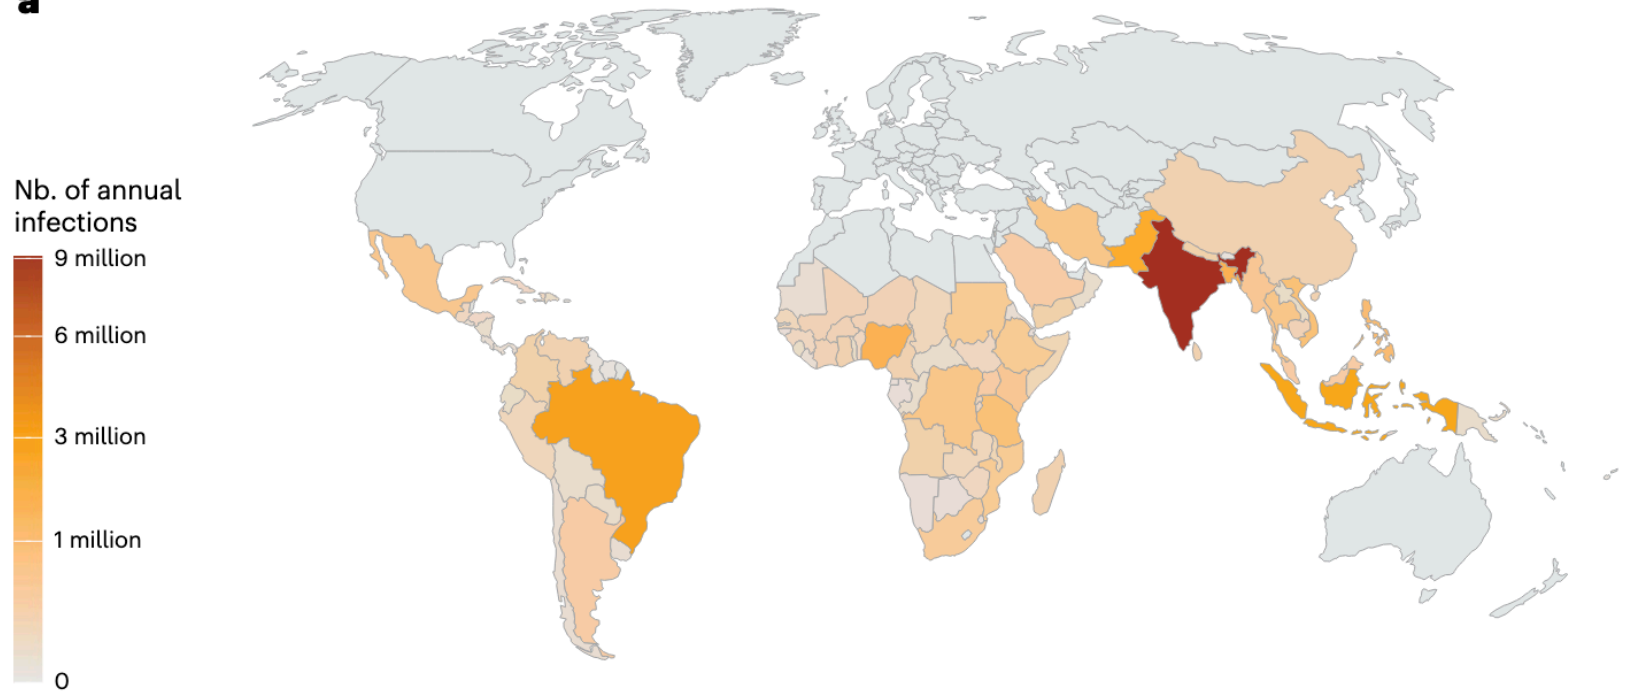 a
Nb. of annual
infections
9 million
6 million
3 million
1 million
0